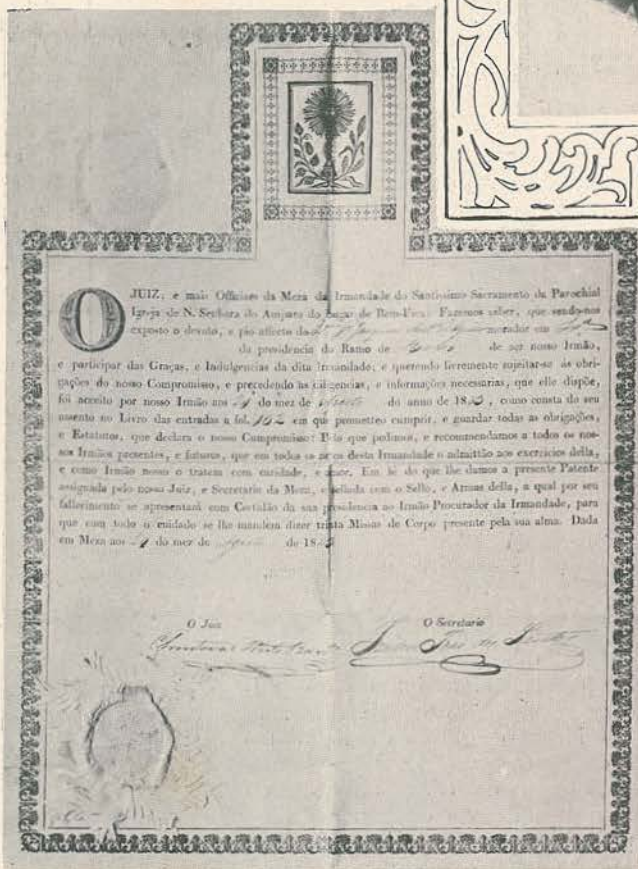 O JUIZ, e mais Officiaes da Meza da Irmandade do Santissimo Sacramento da Parochial
Igreja de N. Senhora do Amparo do Lugar de Bem-Fica: Fazemos saber, que sendo-nos
exposto o devoto, e pio affecto do morador em
da presidencia do Ramo de de ser nosso Irmão,
e participar das Graças, e Indulgencias da dita Irmandade; e querendo livremente sujeitar-se ás obri-
gações do nosso Compromisso, e precedendo as e informações necessarias, que elle dispõe,
foi acceito por nosso Irmão aos do mez de do anno de 18 como consta do seu
assento no Livro das entradas a fol. 162 em que prometteo cumprir, e guardar todas as obrigações,
e Estatutos, que declara o nosso Compromisso: Pelo que pedimos, e recommendamos a todos os nos-
sos Irmãos presentes, e futuros, que em todos os desta Irmandade o admittão aos exercicios della,
e como Irmão nosso o tratem com caridade, e amor. Em fé do que lhe damos a presente Patente
assignada pelo nosso Juiz, e Secretario da Meza, e sellada com o Sello, e Armas della, a qual por seu
fallecimento se apresentará com Certidão da sua presidencia ao Irmão Procurador da Irmandade, para
que com todo o cuidado se lhe mandem dizer trinta Missas de Corpo presente pela sua alma. Dada
em Meza aos do mez de de 18
O Juiz O Secretario